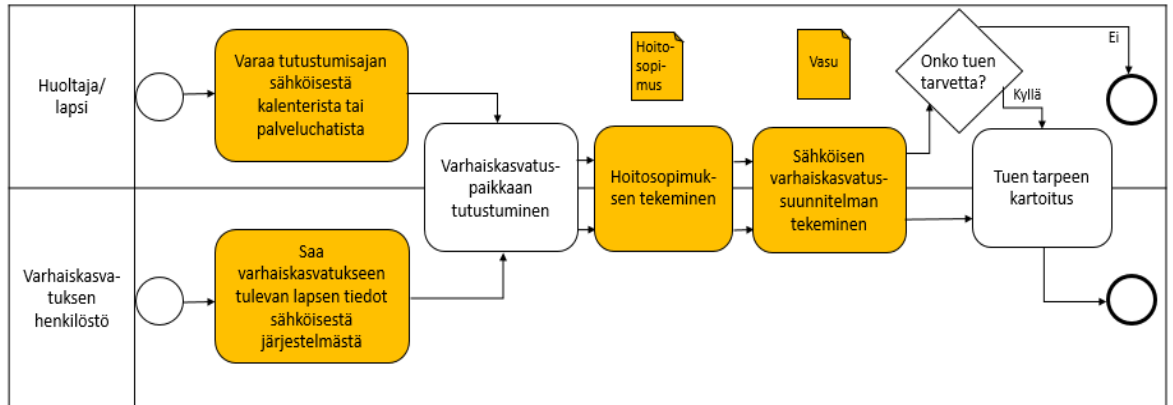 Huoltaja/
lapsi
Varaa tutustumisajan
sähköisestä
kalenterista tai
palveluchatista
Hoito-
sopi-
mus
Vasu
Onko tuen
tarvetta?
Ei
Kyllä
Varhaiskasvatus-
paikkaan
tutustuminen
Hoitosopimuk-
sen tekeminen
Sähköisen
varhaiskasvatus-
suunnitelman
tekeminen
Tuen tarpeen
kartoitus
Varhaiskasva-
tuksen
henkilöstö
Saa
varhaiskasvatukseen
tulevan lapsen tiedot
sähköisestä
järjestelmästä